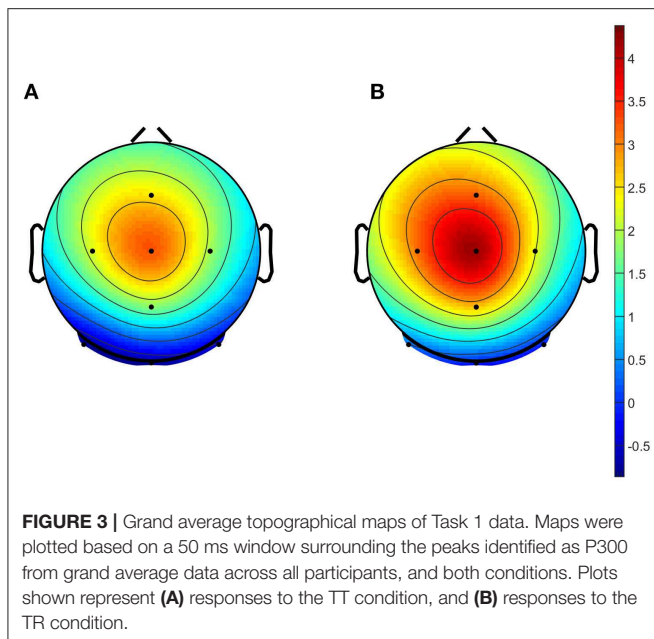 A
B
4
3.5
3
2.5
2
1.5
1
0.5
0
-0.5
FIGURE 3 | Grand average topographical maps of Task 1 data. Maps were
plotted based on a 50 ms window surrounding the peaks identified as P300
from grand average data across all participants, and both conditions. Plots
shown represent (A) responses to the TT condition, and (B) responses to the
TR condition.